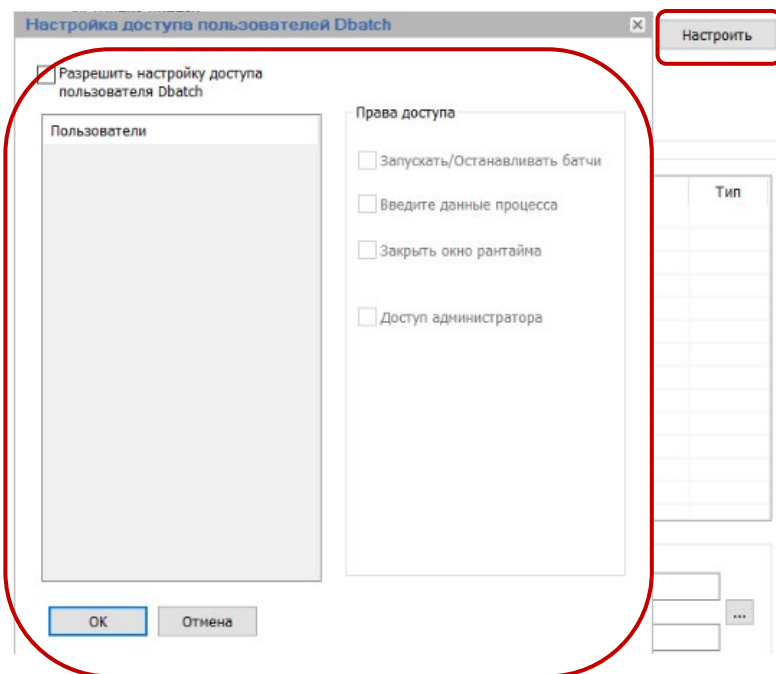 Настройка доступа пользователей Dbatch
Настроить
Разрешить настройку доступа
пользователя Dbatch
Пользователи
Права доступа
Запускать/Останавливать батчи
Введите данные процесса
Закрыть окно рантайма
Доступ администратора
Тип
OK
Отмена
...